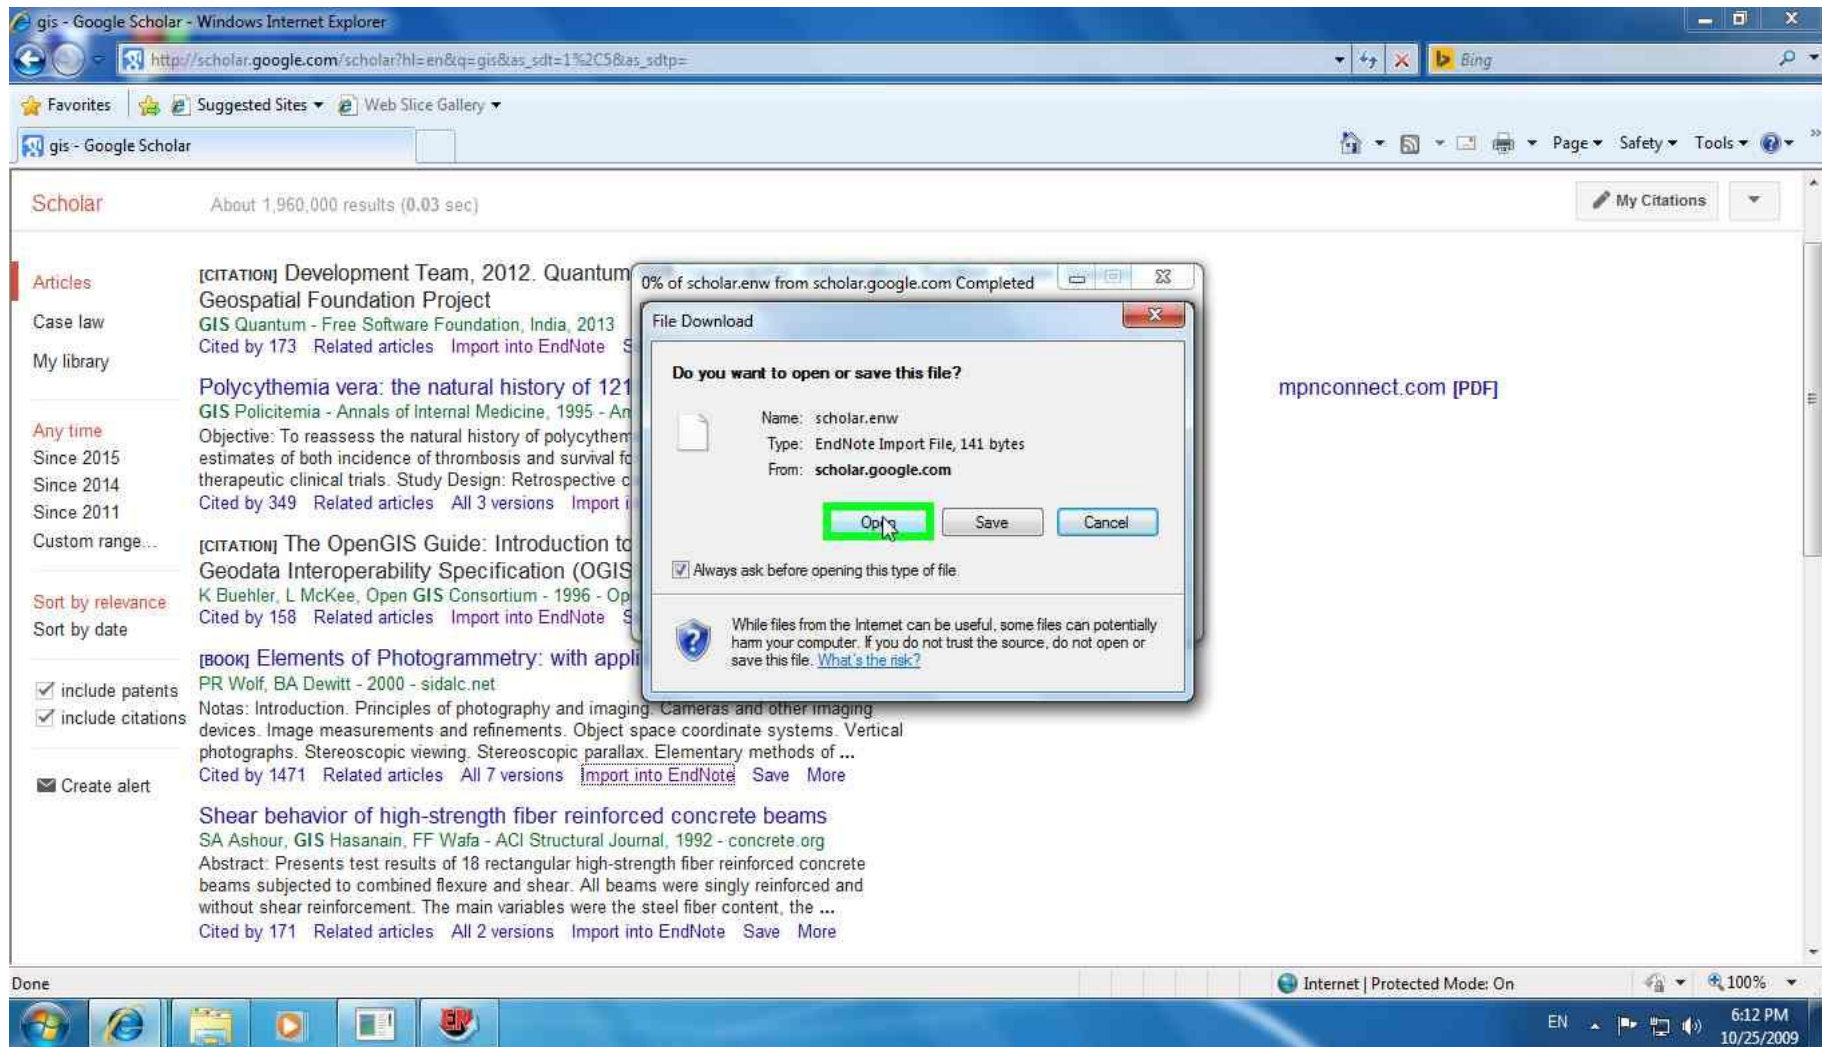 gis - Google Scholar - Windows Internet Explorer
http://scholar.google.com/scholar?hl=en&q=gis&as_sdt=1%2C5&as_sdtp=
Bing
Favorites Suggested Sites Web Slice Gallery
gis - Google Scholar
Page Safety Tools
Scholar
About 1,960,000 results (0.03 sec)
My Citations
Articles
Case law
My library
Any time
Since 2015
Since 2014
Since 2011
Custom range...
Sort by relevance
Sort by date
include patents
include citations
Create alert
[CITATION] Development Team, 2012. Quantum
Geospatial Foundation Project
GIS Quantum - Free Software Foundation, India, 2013
Cited by 173 Related articles Import into EndNote
Polycythemia vera: the natural history of 121
GIS Policitemia - Annals of Internal Medicine, 1995 - An
Objective: To reassess the natural history of polycythem
estimates of both incidence of thrombosis and survival fo
therapeutic clinical trials. Study Design: Retrospective c
Cited by 349 Related articles All 3 versions Import i
mpnconnect.com [PDF]
[CITATION] The OpenGIS Guide: Introduction to
Geodata Interoperability Specification (OGIS
K Buehler, L McKee, Open GIS Consortium - 1996 - Op
Cited by 158 Related articles Import into EndNote
[BOOK] Elements of Photogrammetry: with appli
PR Wolf, BA Dewitt - 2000 - sidalc.net
Notas: Introduction. Principles of photography and imaging. Cameras and other imaging
devices. Image measurements and refinements. Object space coordinate systems. Vertical
photographs. Stereoscopic viewing. Stereoscopic parallax. Elementary methods of ...
Cited by 1471 Related articles All 7 versions Import into EndNote Save More
Shear behavior of high-strength fiber reinforced concrete beams
SA Ashour, GIS Hasanain, FF Wafa - ACI Structural Journal, 1992 - concrete.org
Abstract: Presents test results of 18 rectangular high-strength fiber reinforced concrete
beams subjected to combined flexure and shear. All beams were singly reinforced and
without shear reinforcement. The main variables were the steel fiber content, the ...
Cited by 171 Related articles All 2 versions Import into EndNote Save More
0% of scholar.enw from scholar.google.com Completed
File Download
Do you want to open or save this file?
Name: scholar.enw
Type: EndNote Import File, 141 bytes
From: scholar.google.com
Open Save Cancel
Always ask before opening this type of file
While files from the Internet can be useful, some files can potentially
harm your computer. If you do not trust the source, do not open or
save this file. What's the risk?
Done
Internet | Protected Mode: On
100%
EN
6:12 PM
10/25/2009